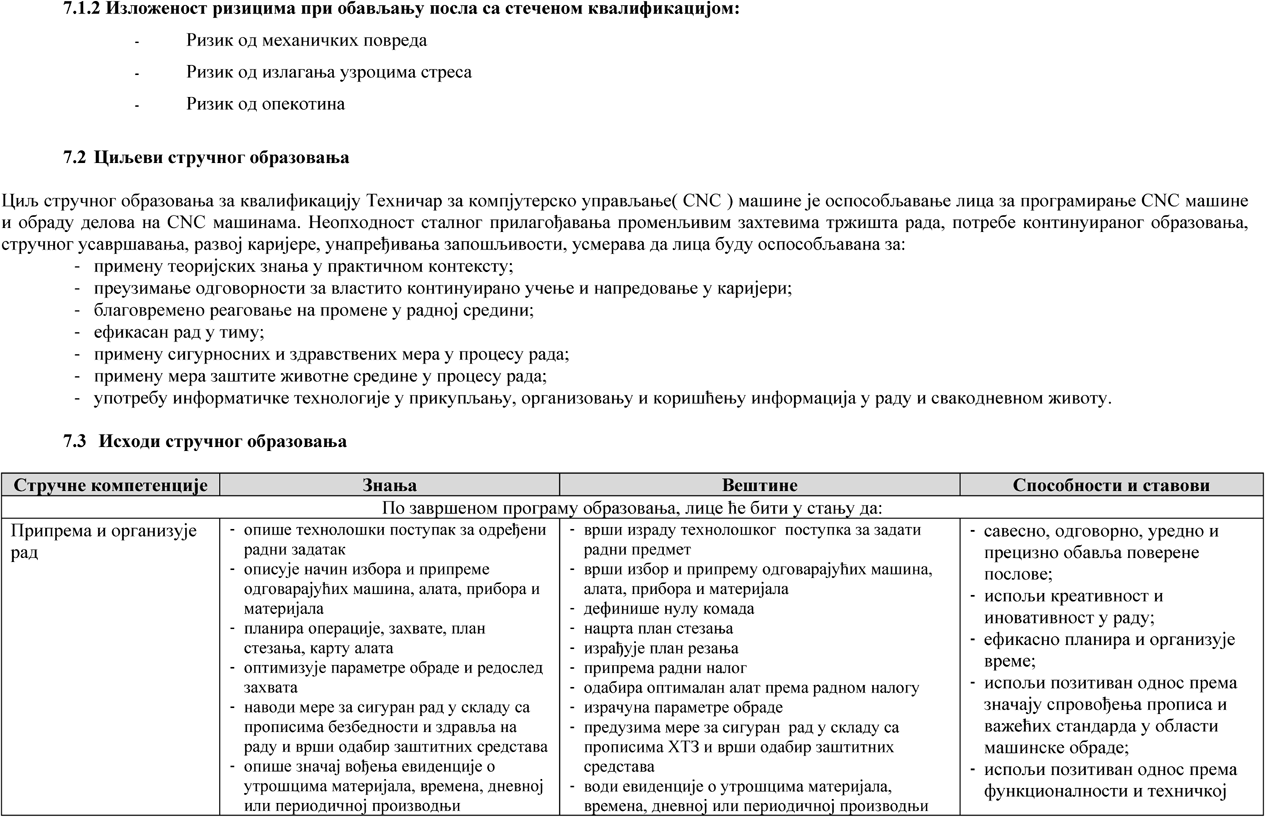 7.1.2 Изложеност ризицима при обављању посла са стеченом квалификацијом:
- Ризик од механичких повреда
- Ризик од излагања узроцима стреса
- Ризик од опекотина
7.2 Циљеви стручног образовања
Циљ стручног образовања за квалификацију Техничар за компјутерско управљање( CNC ) машине је оспособљавање лица за програмирање CNC машине
и обраду делова на CNC машинама. Неопходност сталног прилагођавања променљивим захтевима тржишта рада, потребе континуираног образовања,
стручног усавршавања, развој каријере, унапређивања запошљивости, усмерава да лица буду оспособљавана за:
- примену теоријских знања у практичном контексту;
- преузимање одговорности за властито континуирано учење и напредовање у каријери;
- благовремено реаговање на промене у радној средини;
- ефикасан рад у тиму;
- примену сигурносних и здравствених мера у процесу рада;
- примену мера заштите животне средине у процесу рада;
- употребу информатичке технологије у прикупљању, организовању и коришћењу информација у раду и свакодневном животу.
7.3 Исходи стручног образовања
Стручне компетенције
Знања
Вештине
Способности и ставови
По завршеном програму образовања, лице ће бити у стању да:
Припрема и организује
рад
- опише технолошки поступак за одређени
радни задатак
- описује начин избора и припреме
одговарајућих машина, алата, прибора и
материјала
- планира операције, захвате, план
стезања, карту алата
- оптимизује параметре обраде и редослед
захвата
- наводи мере за сигуран рад у складу са
прописима безбедности и здравља на
раду и врши одабир заштитних средстава
- опише значај вођења евиденције о
утрошцима материјала, времена, дневној
или периодичној производњи
- врши израду технолошког поступка за задати
радни предмет
- врши избор и припрему одговарајућих машина,
алата, прибора и материјала
- дефинише нулу комада
- нацрта план стезања
- израђује план резања
- припрема радни налог
- одабира оптималан алат према радном налогу
- израчуна параметре обраде
- предузима мере за сигуран рад у складу са
прописима ХТЗ и врши одабир заштитних
средстава
- води евиденције о утрошцима материјала,
времена, дневној или периодичној производњи
- савесно, одговорно, уредно и
прецизно обавља поверене
послове;
- испољи креативност и
иновативност у раду;
- ефикасно планира и организује
време;
- испољи позитиван однос према
значају спровођења прописа и
важећих стандарда у области
машинске обраде;
- испољи позитиван однос према
функционалности и техничкој